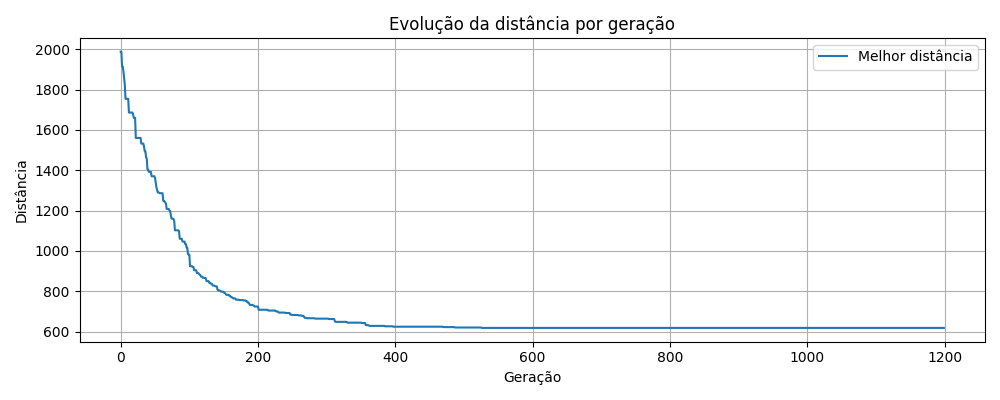 Evolução da distância por geração
Melhor distância
Distância
2000
1800
1600
1400
1200
1000
800
600
0 200 400 600 800 1000 1200
Geração